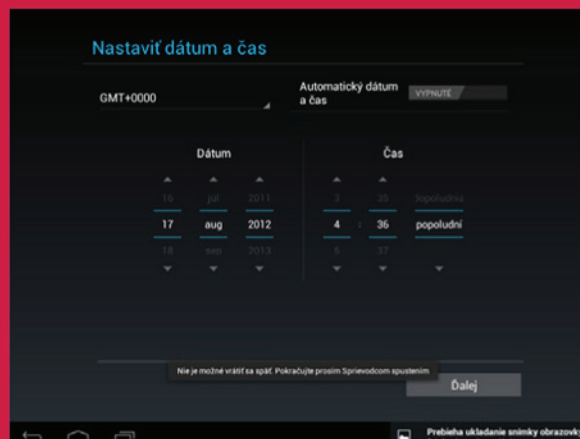 Nastaviť dátum a čas
GMT+0000
Automatický dátum
a čas
VYPNUTÉ
Dátum
Čas
16 júl 2011
3 35 dopoludnia
17 aug 2012
4 : 36 popoludní
18 sep 2013
5 37
Nie je možné vrátiť sa späť. Pokračujte prosím Sprievodcom spustením
Ďalej
Prebieha ukladanie snímky obrazovky